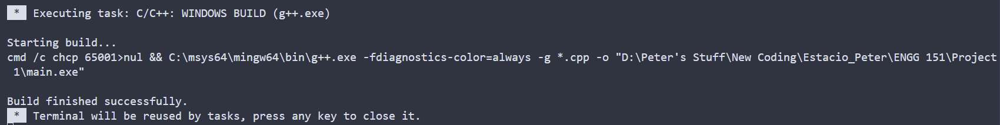 * Executing task: C/C++: WINDOWS BUILD (g++.exe)
Starting build...
cmd /c chcp 65001>nul && C:\msys64\mingw64\bin\g++.exe -fdiagnostics-color=always -g *.cpp -o "D:\Peter's Stuff\New Coding\Estacio_Peter\ENGG 151\Project
1\main.exe"
Build finished successfully.
* Terminal will be reused by tasks, press any key to close it.